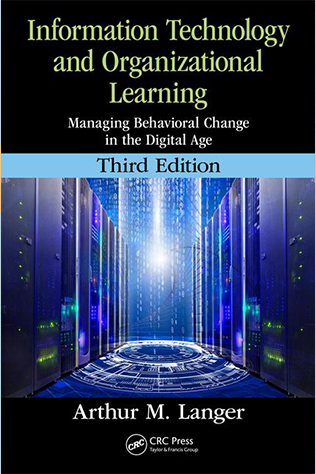 Information Technology
and Organizational
Learning
Managing Behavioral Change
in the Digital Age
Third Edition
Arthur M. Langer
CRC
CRC Press
Taylor & Francis Group